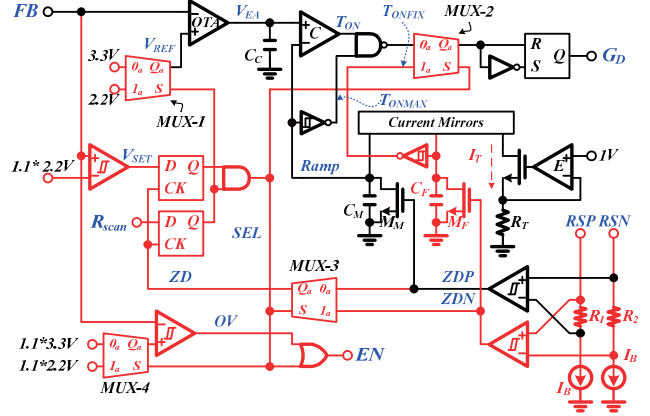 FB
OTA
V_EA
C_C
C
T_ON
T_ONFIX
MUX-2
0_a Q_a
1_a S
R
S
Q
G_D
V_REF
3.3V
2.2V
0_a Q_a
1_a S
MUX-1
T_ONMAX
Current Mirrors
1.1* 2.2V
V_SET
D Q
CK
Ramp
I_T
E
1V
C_M
M_M
C_F
M_F
R_T
R_scan
D Q
CK
SEL
RSP RSN
ZD
MUX-3
Q_a 0_a
S 1_a
ZDP
ZDN
R_1
R_2
OV
1.1*3.3V
1.1*2.2V
0_a Q_a
1_a S
MUX-4
EN
I_B
I_B